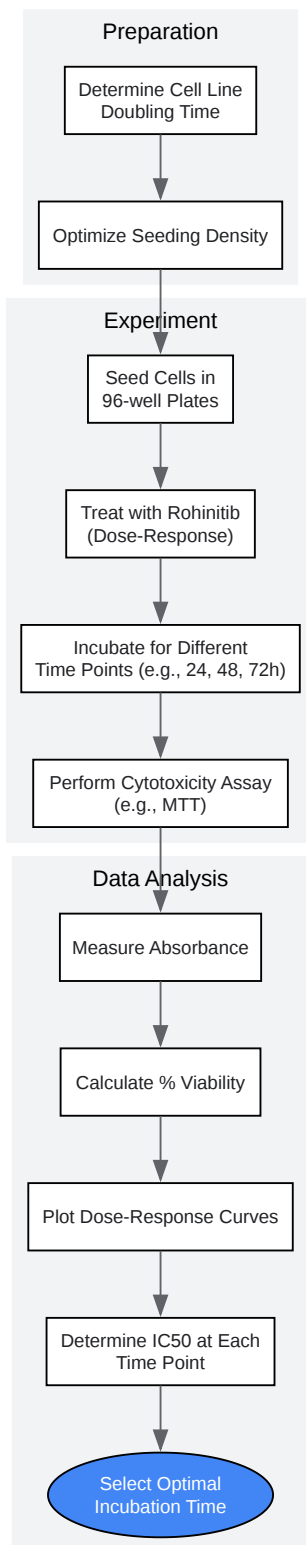 Preparation
Determine Cell Line
Doubling Time
Optimize Seeding Density
Experiment
Seed Cells in
96-well Plates
Treat with Rohinitib
(Dose-Response)
Incubate for Different
Time Points (e.g., 24, 48, 72h)
Perform Cytotoxicity Assay
(e.g., MTT)
Data Analysis
Measure Absorbance
Calculate % Viability
Plot Dose-Response Curves
Determine IC50 at Each
Time Point
Select Optimal
Incubation Time